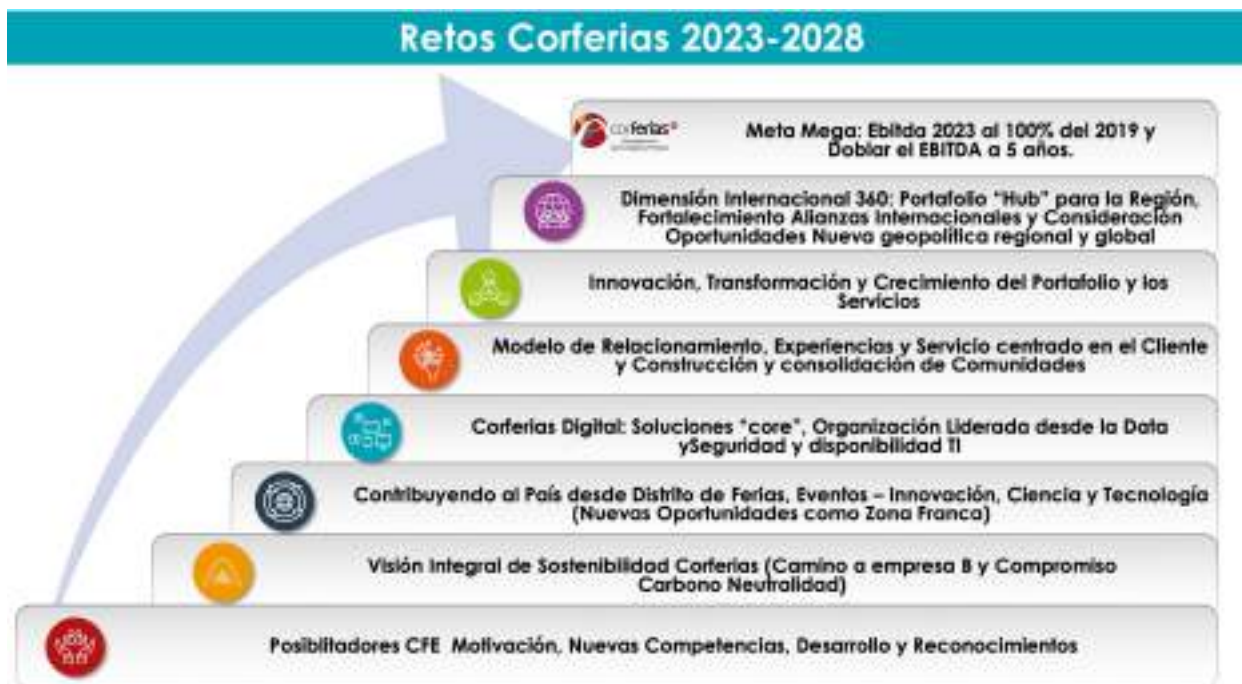 Retos Corferias 2023-2028
corferias
Meta Mega: Ebitda 2023 al 100% del 2019 y
Doblar el EBITDA a 5 años.
Dimensión Internacional 360: Portafolio "Hub" para la Región,
Fortalecimiento Alianzas Internacionales y Consideración
Oportunidades Nueva geopolítica regional y global
Innovación, Transformación y Crecimiento del Portafolio y los
Servicios
Modelo de Relacionamiento, Experiencias y Servicio centrado en el Cliente
y Construcción y consolidación de Comunidades
Corferias Digital: Soluciones "core", Organización Liderada desde la Data
ySeguridad y disponibilidad TI
Contribuyendo al País desde Distrito de Ferias, Eventos – Innovación, Ciencia y Tecnología
(Nuevas Oportunidades como Zona Franca)
Visión Integral de Sostenibilidad Corferias (Camino a empresa B y Compromiso
Carbono Neutralidad)
Posiblitadores CFE Motivación, Nuevas Competencias, Desarrollo y Reconocimientos